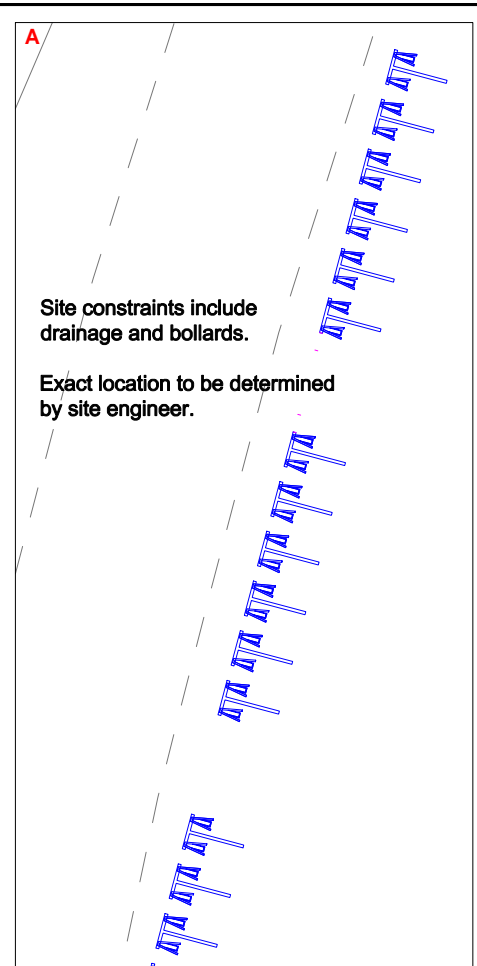 A
Site constraints include
drainage and bollards.
Exact location to be determined
by site engineer.